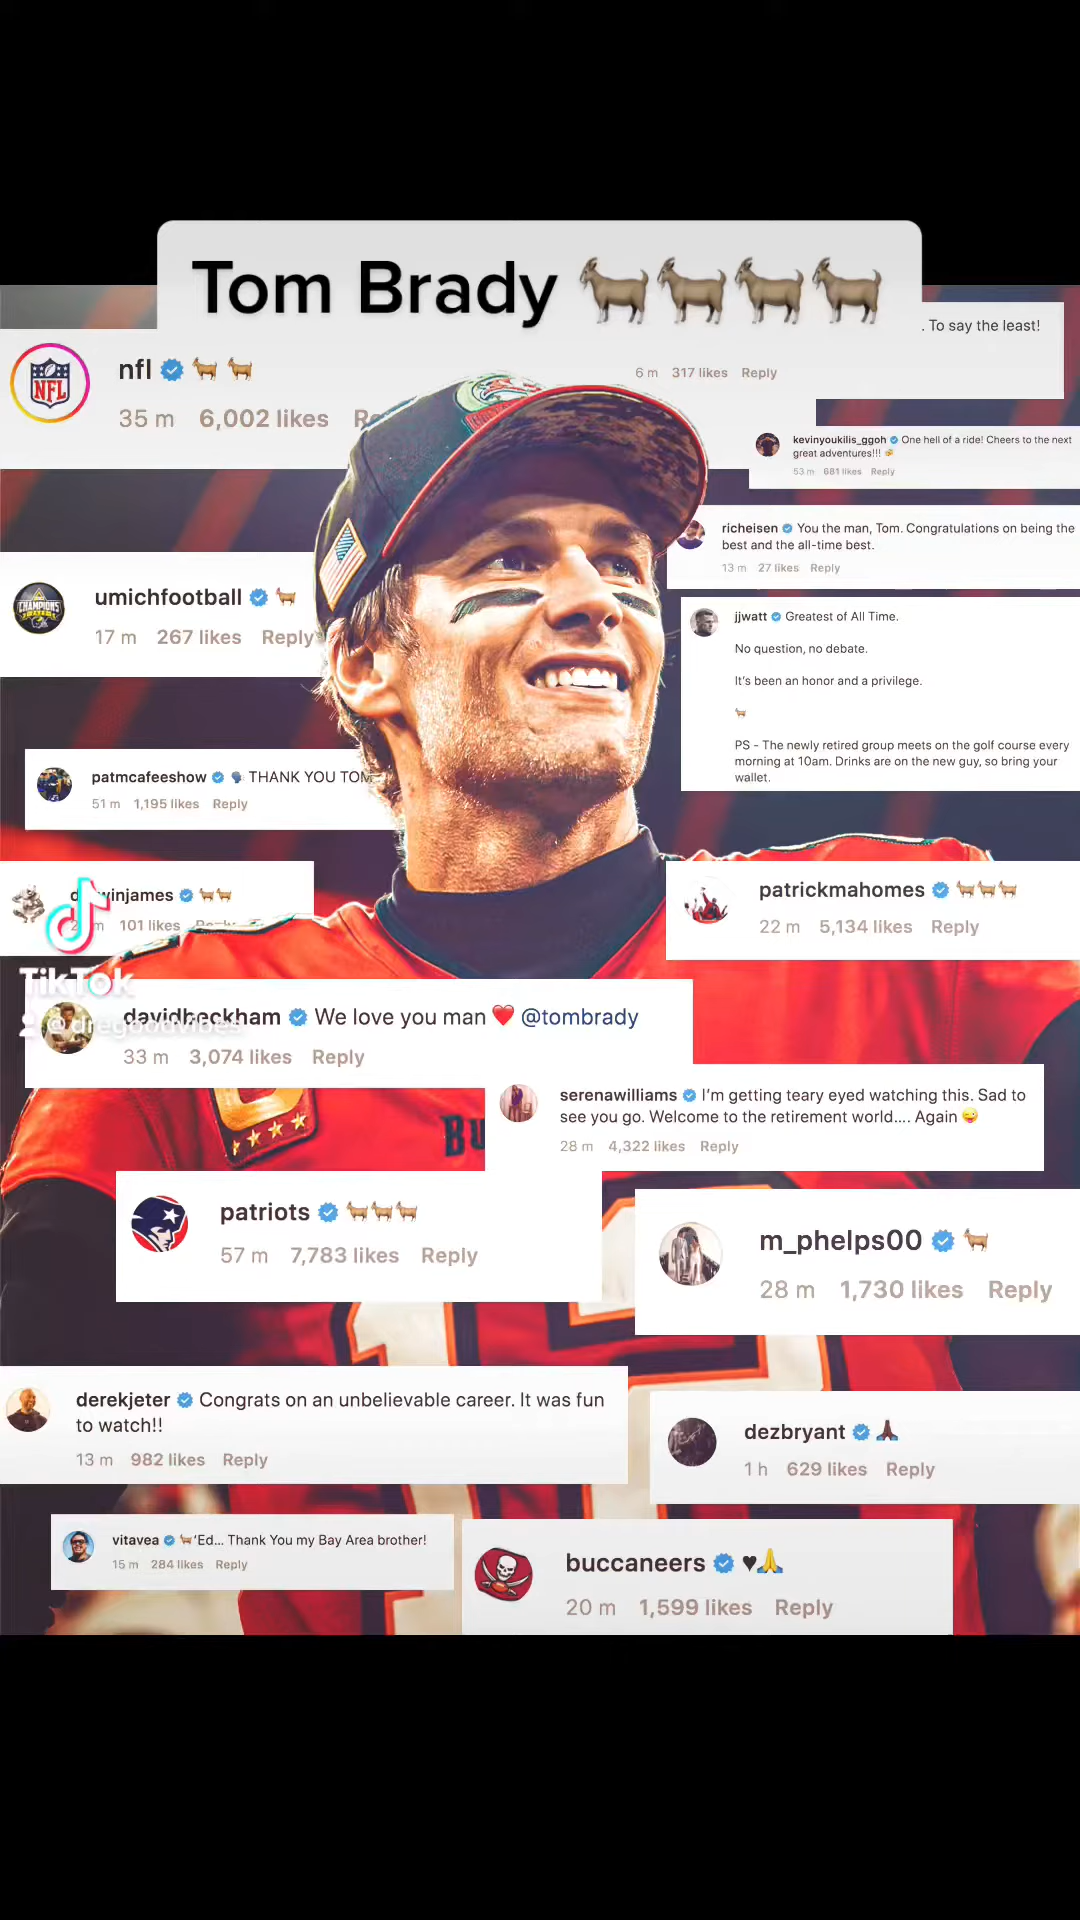 Tom Brady 🐐🐐🐐🐐
. To say the least!
6 m 317 likes Reply
nfl 🐐🐐
35 m 6,002 likes
NFL
kevinyoukilis_ggoh One hell of a ride! Cheers to the next
great adventures!!! 🍻
53 m 681 likes Reply
richeisen You the man, Tom. Congratulations on being the
best and the all-time best.
13 m 27 likes Reply
umichfootball 🐐
17 m 267 likes Reply
CHAMPIONS
jjwatt Greatest of All Time.
No question, no debate.
It's been an honor and a privilege.
🐐
PS - The newly retired group meets on the golf course every
morning at 10am. Drinks are on the new guy, so bring your
wallet.
patmcafeeshow 🗣 THANK YOU TOM
51 m 1,195 likes Reply
🐐🐐
101 likes Reply
patrickmahomes 🐐🐐🐐
22 m 5,134 likes Reply
TikTok
@dregoodvibes
davidbeckham We love you man ❤️ @tombrady
33 m 3,074 likes Reply
serenawilliams I'm getting teary eyed watching this. Sad to
see you go. Welcome to the retirement world.... Again 😜
28 m 4,322 likes Reply
patriots 🐐🐐🐐
57 m 7,783 likes Reply
m_phelps00 🐐
28 m 1,730 likes Reply
derekjeter Congrats on an unbelievable career. It was fun
to watch!!
13 m 982 likes Reply
dezbryant 🙏🏿
1 h 629 likes Reply
vitavea 🐐'Ed... Thank You my Bay Area brother!
15 m 284 likes Reply
buccaneers ♥🙏
20 m 1,599 likes Reply